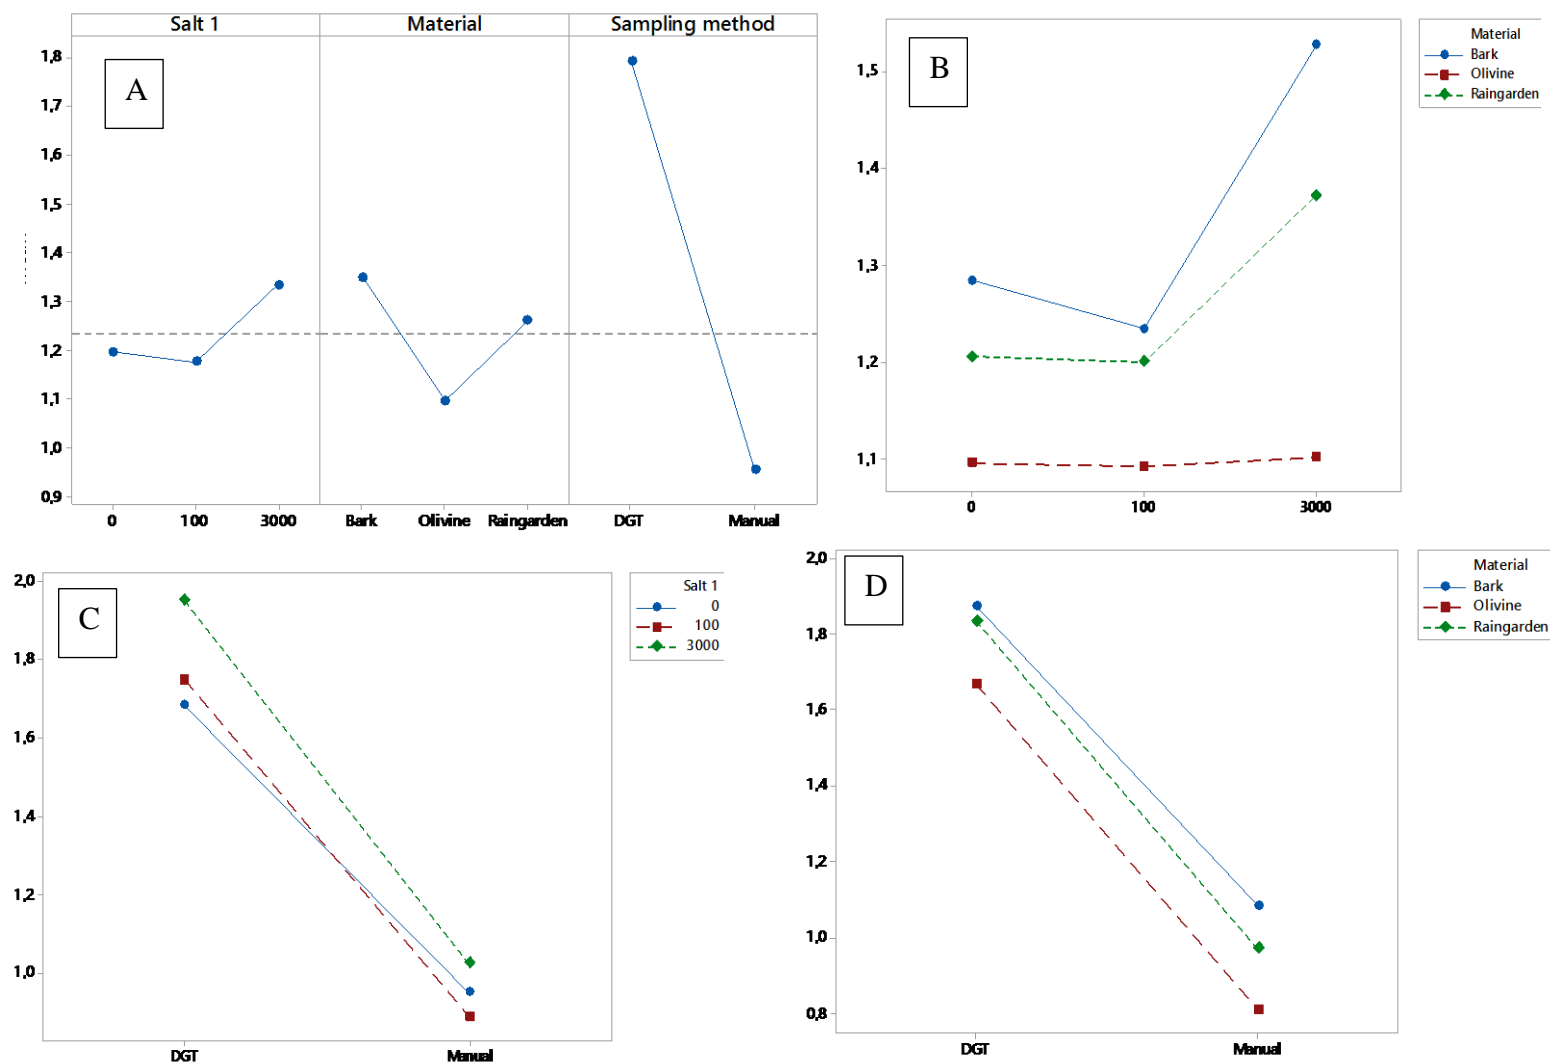 Salt 1 Material Sampling method
A
1,8
1,7
1,6
1,5
1,4
1,3
1,2
1,1
1,0
0,9
0 100 3000 Bark Olivine Raingarden DGT Manual
B
1,5
1,4
1,3
1,2
1,1
0 100 3000
Material
Bark
Olivine
Raingarden
C
2,0
1,8
1,6
1,4
1,2
1,0
DGT Manual
Salt 1
0
100
3000
D
2,0
1,8
1,6
1,4
1,2
1,0
0,8
DGT Manual
Material
Bark
Olivine
Raingarden